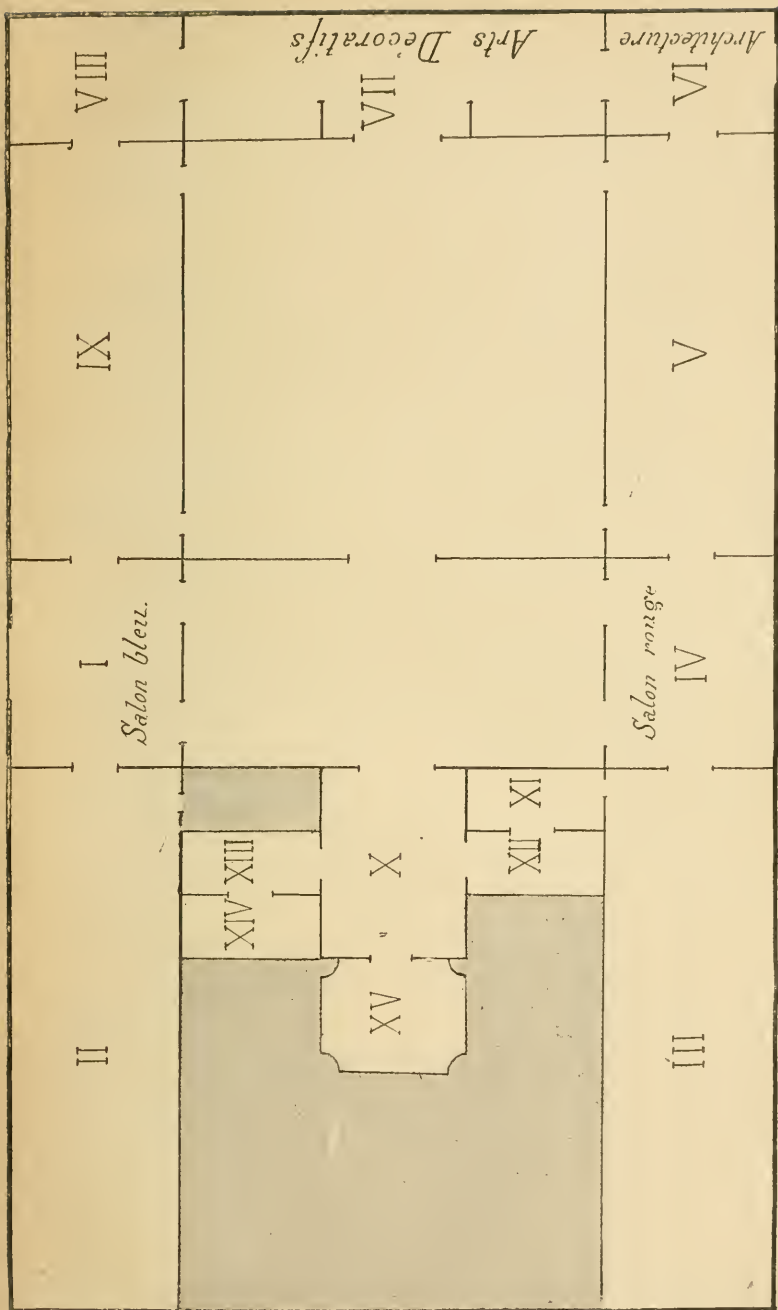 VIII
VII
Arts Décoratifs
VI
Architecture
IX
V
I
Salon bleu.
Salon rouge
IV
XIII
XIV
X
XI
XII
XV
II
III